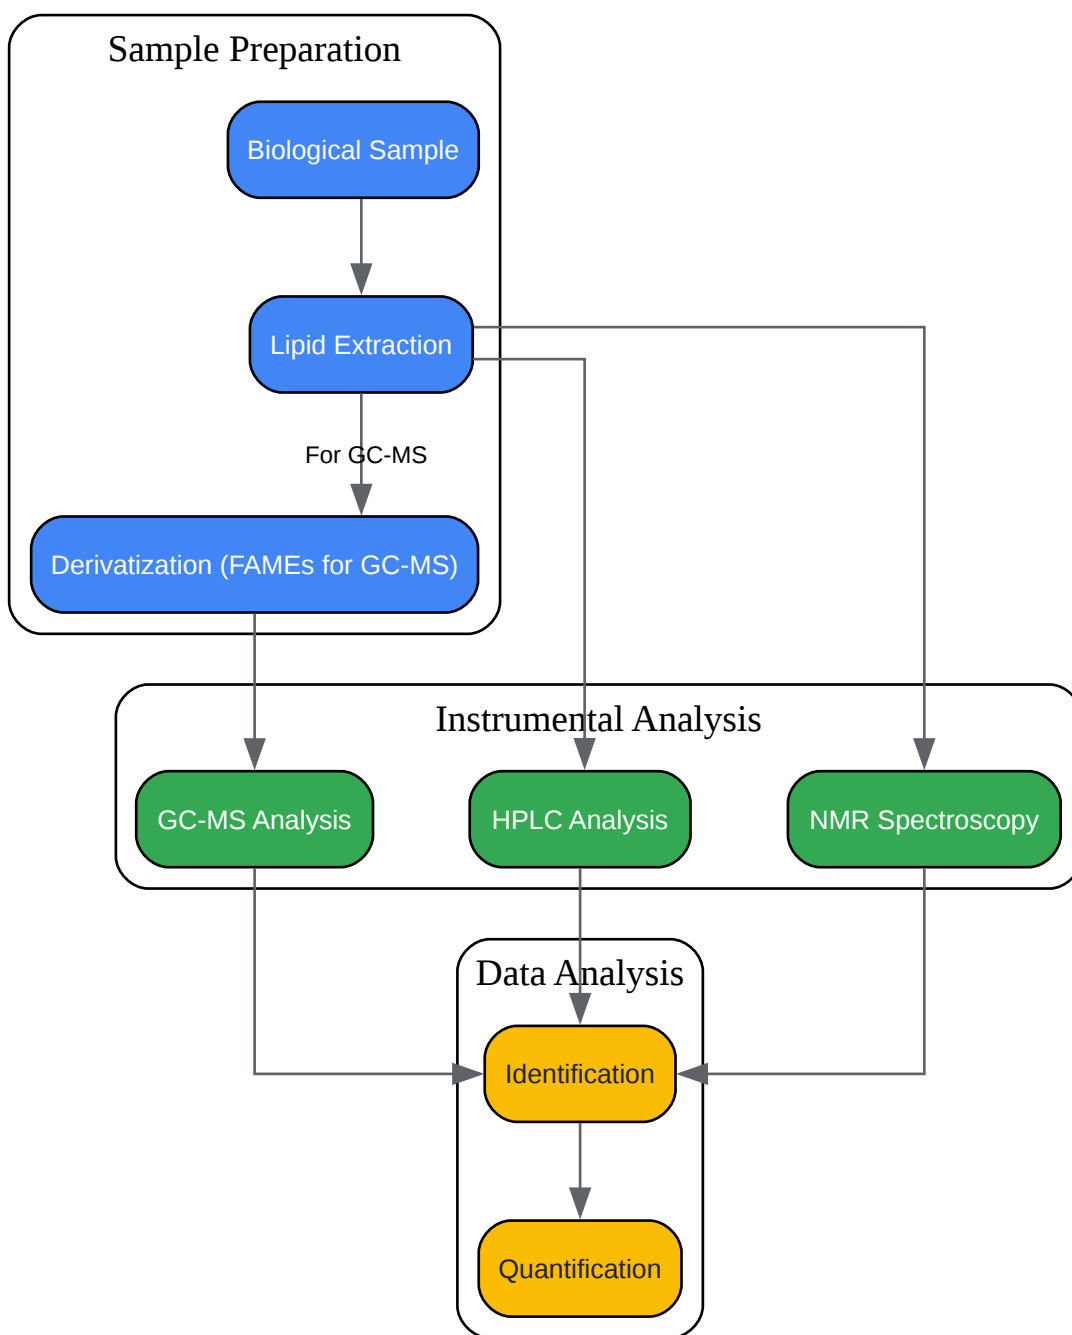 Sample Preparation
Biological Sample
Lipid Extraction
For GC-MS
Derivatization (FAMEs for GC-MS)
Instrumental Analysis
GC-MS Analysis
HPLC Analysis
NMR Spectroscopy
Data Analysis
Identification
Quantification